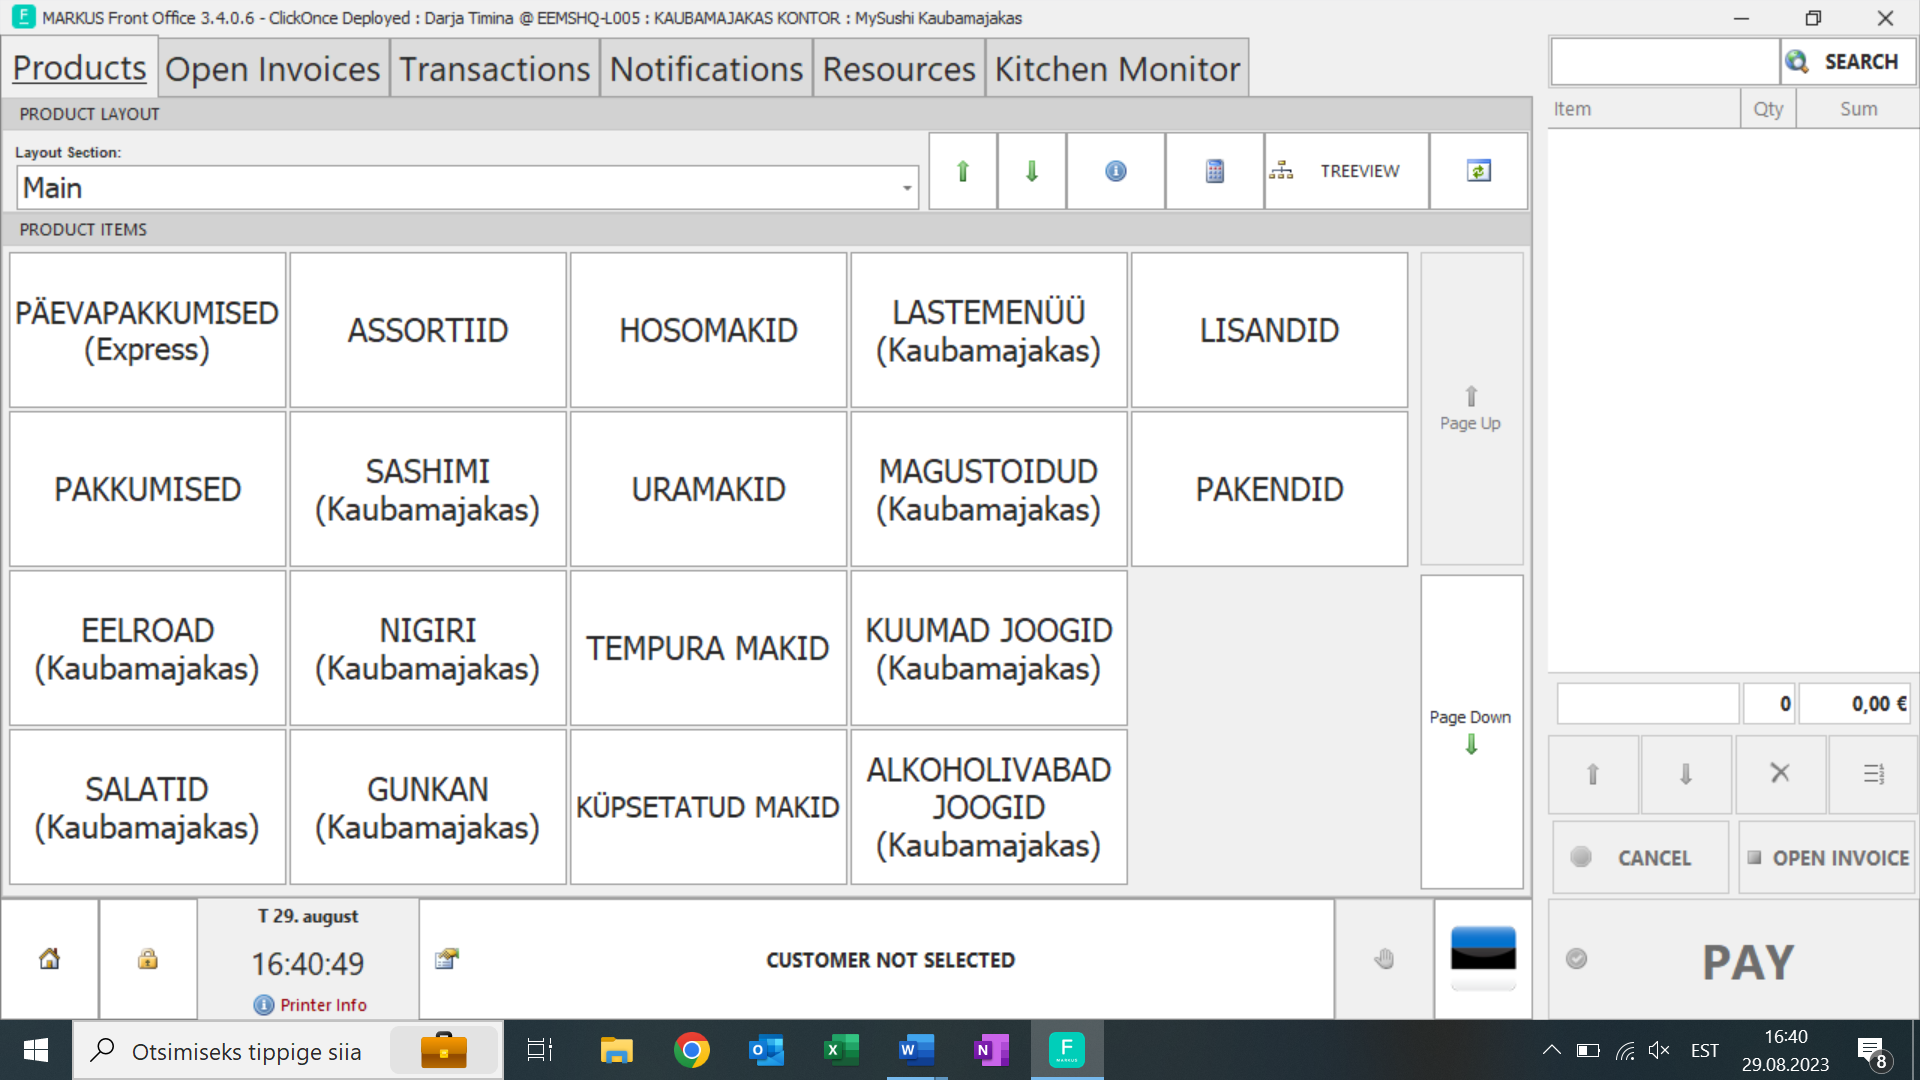 MARKUS Front Office 3.4.0.6 - ClickOnce Deployed : Darja Timina @ EEMSHQ-L005 : KAUBAMAJAKAS KONTOR : MySushi Kaubamajakas
Products
Open Invoices
Transactions
Notifications
Resources
Kitchen Monitor
SEARCH
PRODUCT LAYOUT
Item
Qty
Sum
Layout Section:
Main
TREEVIEW
PRODUCT ITEMS
PÄEVAPAKKUMISED
(Express)
ASSORTIID
HOSOMAKID
LASTEMENÜÜ
(Kaubamajakas)
LISANDID
Page Up
PAKKUMISED
SASHIMI
(Kaubamajakas)
URAMAKID
MAGUSTOIDUD
(Kaubamajakas)
PAKENDID
EELROAD
(Kaubamajakas)
NIGIRI
(Kaubamajakas)
TEMPURA MAKID
KUUMAD JOOGID
(Kaubamajakas)
Page Down
0
0,00 €
SALATID
(Kaubamajakas)
GUNKAN
(Kaubamajakas)
KÜPSETATUD MAKID
ALKOHOLIVABAD
JOOGID
(Kaubamajakas)
CANCEL
OPEN INVOICE
T 29. august
16:40:49
Printer Info
CUSTOMER NOT SELECTED
PAY
Otsimiseks tippige siia
EST
16:40
29.08.2023
8